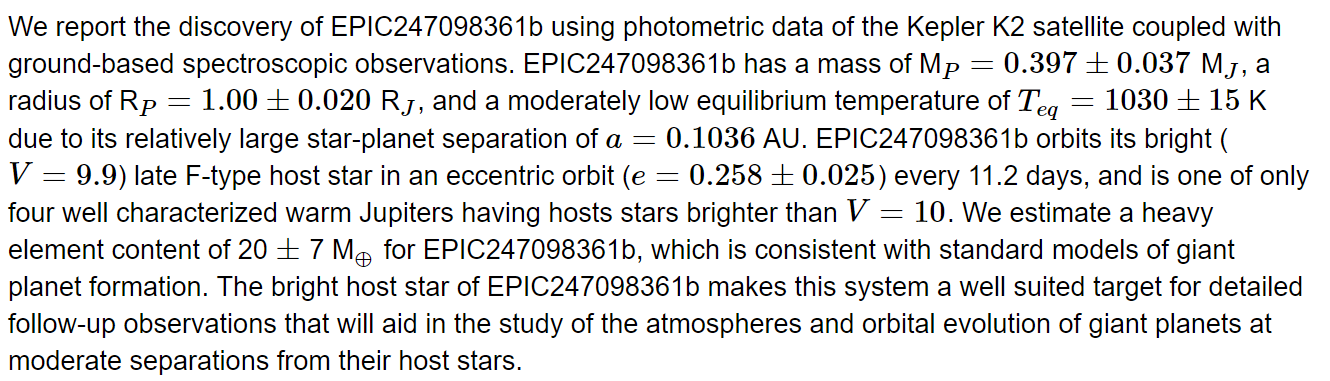 We report the discovery of EPIC247098361b using photometric data of the Kepler K2 satellite coupled with
ground-based spectroscopic observations. EPIC247098361b has a mass of M_P = 0.397 ± 0.037 M_J, a
radius of R_P = 1.00 ± 0.020 R_J, and a moderately low equilibrium temperature of T_eq = 1030 ± 15 K
due to its relatively large star-planet separation of a = 0.1036 AU. EPIC247098361b orbits its bright (
V = 9.9) late F-type host star in an eccentric orbit (e = 0.258 ± 0.025) every 11.2 days, and is one of only
four well characterized warm Jupiters having hosts stars brighter than V = 10. We estimate a heavy
element content of 20 ± 7 M_⊕ for EPIC247098361b, which is consistent with standard models of giant
planet formation. The bright host star of EPIC247098361b makes this system a well suited target for detailed
follow-up observations that will aid in the study of the atmospheres and orbital evolution of giant planets at
moderate separations from their host stars.